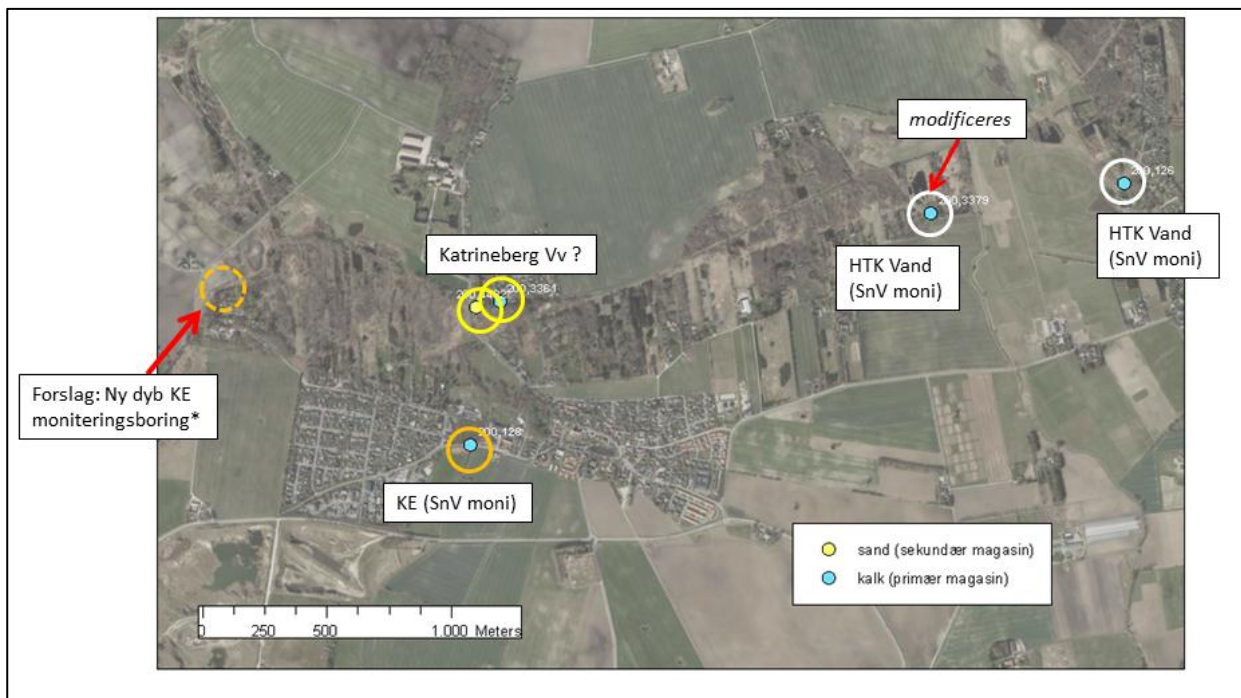 modificeres
200,126
200,3379
HTK Vand
(SnV moni)
HTK Vand
(SnV moni)
Katrineberg Vv ?
200,3361
Forslag: Ny dyb KE
moniteringsboring*
200,128
KE (SnV moni)
sand (sekundær magasin)
kalk (primær magasin)
0 250 500 1.000 Meters